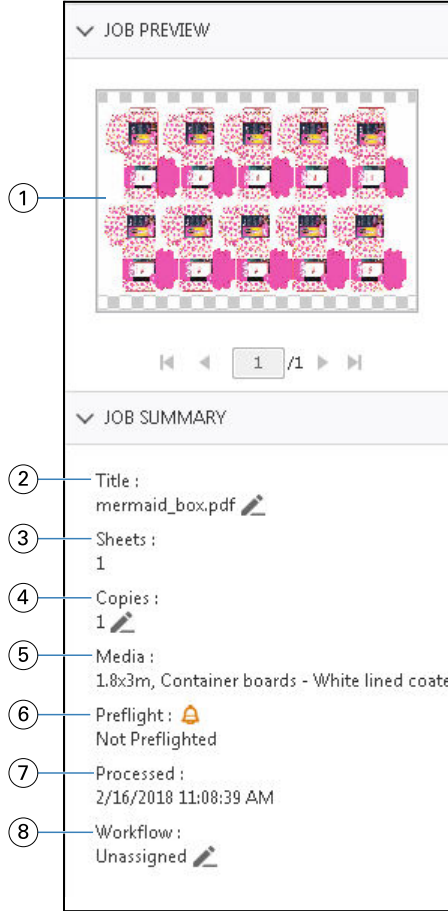 JOB PREVIEW
1
1 /1
JOB SUMMARY
2 Title :
mermaid_box.pdf
3 Sheets :
1
4 Copies :
1
5 Media :
1.8x3m, Container boards - White lined coate
6 Preflight :
Not Preflighted
7 Processed :
2/16/2018 11:08:39 AM
8 Workflow :
Unassigned